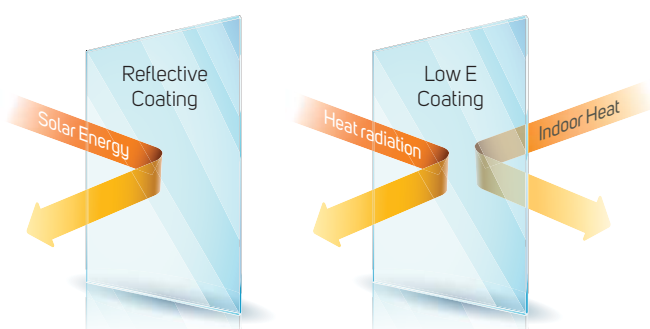 Reflective
Coating
Solar Energy
Low E
Coating
Heat radiation
Indoor Heat